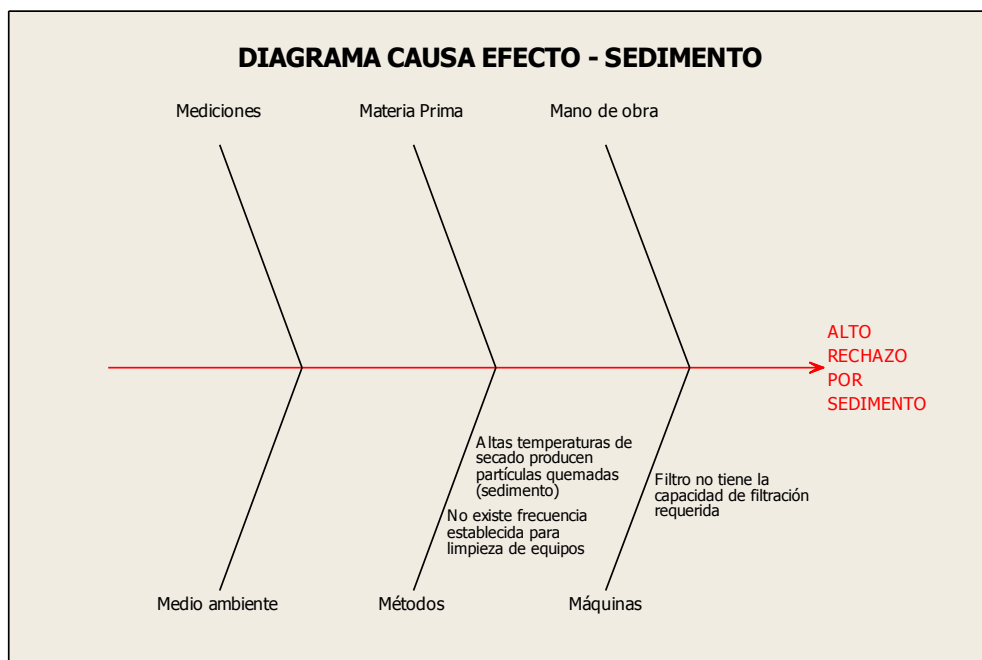 DIAGRAMA CAUSA EFECTO - SEDIMENTO
Mediciones
Materia Prima
Mano de obra
ALTO
RECHAZO
POR
SEDIMENTO
Altas temperaturas de
secado producen
partículas quemadas
(sedimento)
No existe frecuencia
establecida para
limpieza de equipos
Filtro no tiene la
capacidad de filtración
requerida
Medio ambiente
Métodos
Máquinas